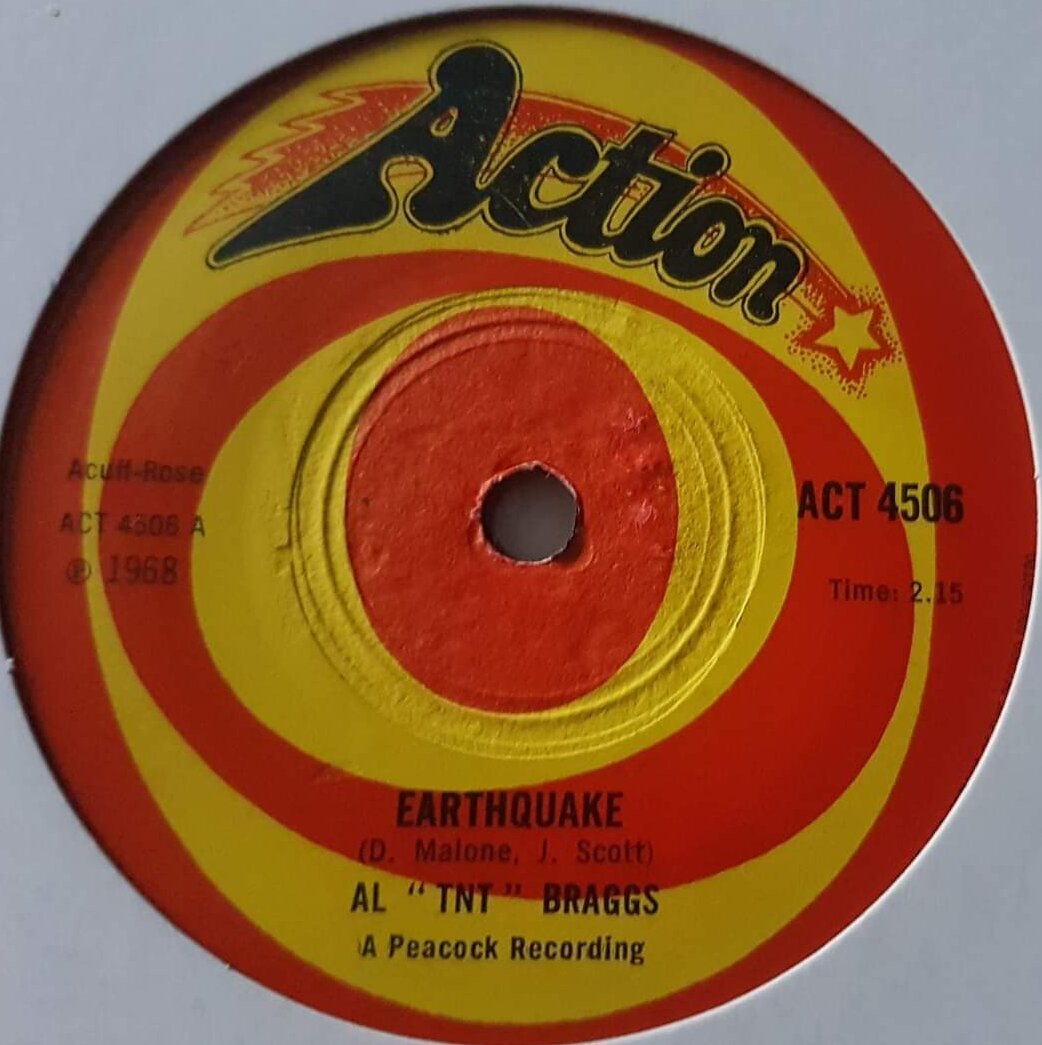 Action
Acuff-Rose
ACT 4506 A
℗ 1968
ACT 4506
Time: 2.15
EARTHQUAKE
(D. Malone, J. Scott)
AL "TNT" BRAGGS
A Peacock Recording